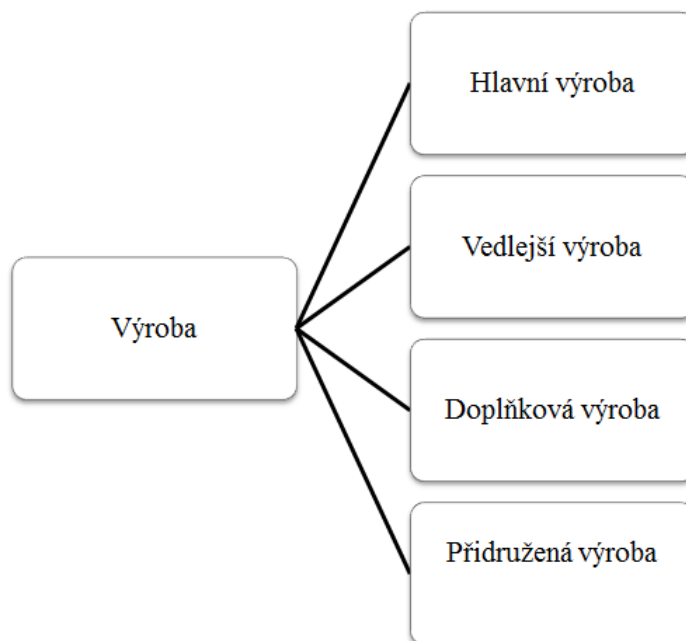 Hlavní výroba
Vedlejší výroba
Výroba
Doplňková výroba
Přidružená výroba